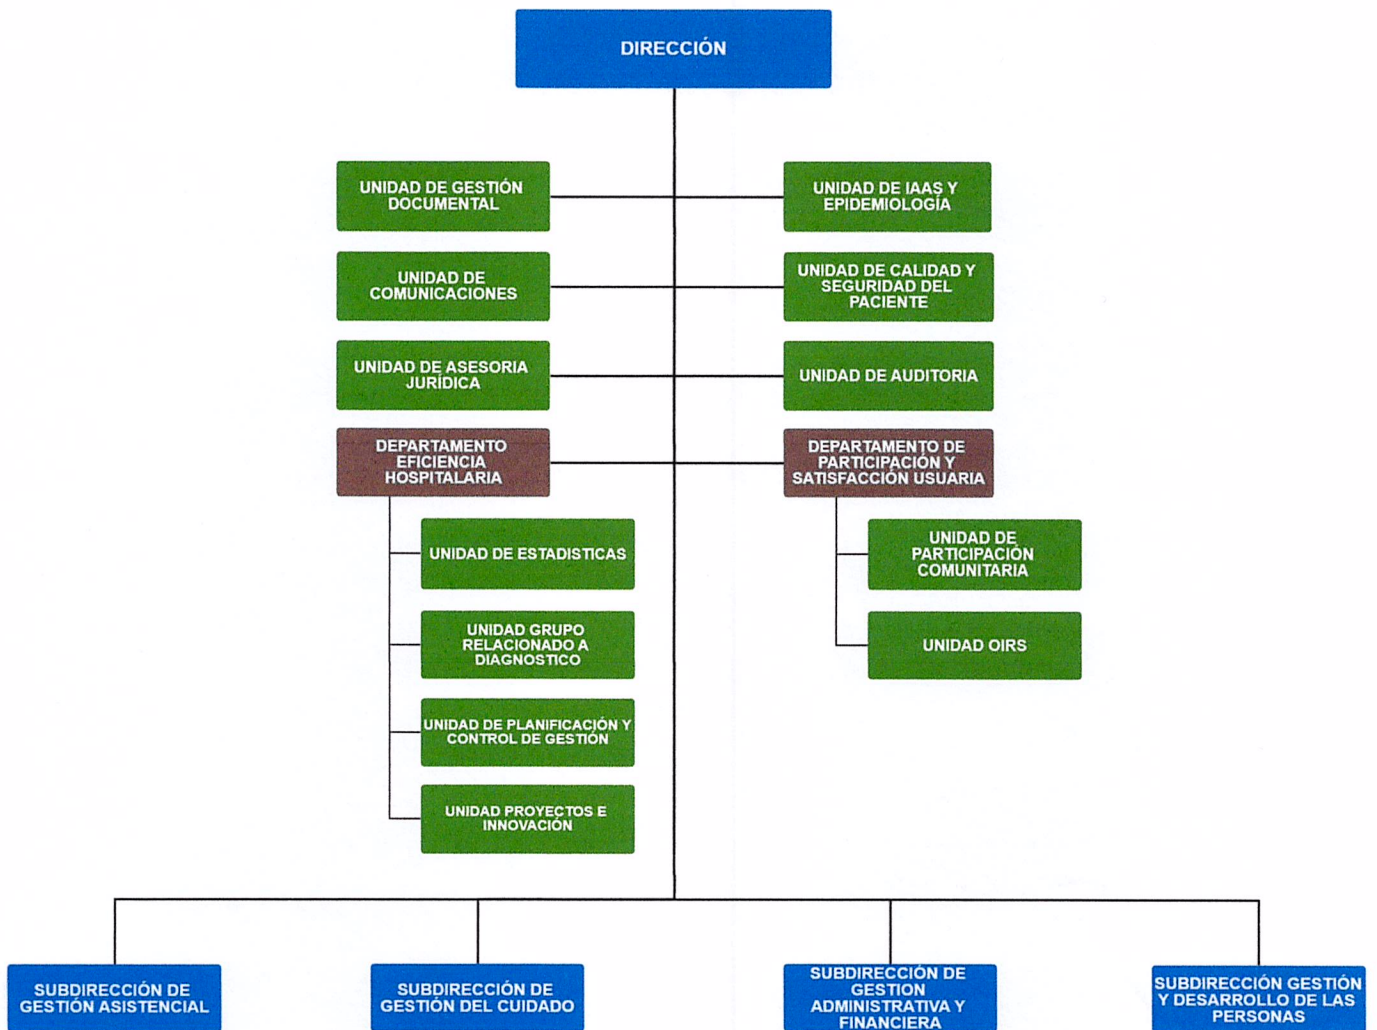 DIRECCIÓN
UNIDAD DE GESTIÓN
DOCUMENTAL
UNIDAD DE IAAS Y
EPIDEMIOLOGÍA
UNIDAD DE
COMUNICACIONES
UNIDAD DE CALIDAD Y
SEGURIDAD DEL
PACIENTE
UNIDAD DE ASESORIA
JURÍDICA
UNIDAD DE AUDITORIA
DEPARTAMENTO
EFICIENCIA
HOSPITALARIA
DEPARTAMENTO DE
PARTICIPACIÓN Y
SATISFACCIÓN USUARIA
UNIDAD DE ESTADISTICAS
UNIDAD GRUPO
RELACIONADO A
DIAGNOSTICO
UNIDAD DE PLANIFICACIÓN Y
CONTROL DE GESTIÓN
UNIDAD PROYECTOS E
INNOVACIÓN
UNIDAD DE
PARTICIPACIÓN
COMUNITARIA
UNIDAD OIRS
SUBDIRECCIÓN DE
GESTIÓN ASISTENCIAL
SUBDIRECCIÓN DE
GESTIÓN DEL CUIDADO
SUBDIRECCIÓN DE
GESTION
ADMINISTRATIVA Y
FINANCIERA
SUBDIRECCIÓN GESTIÓN
Y DESARROLLO DE LAS
PERSONAS